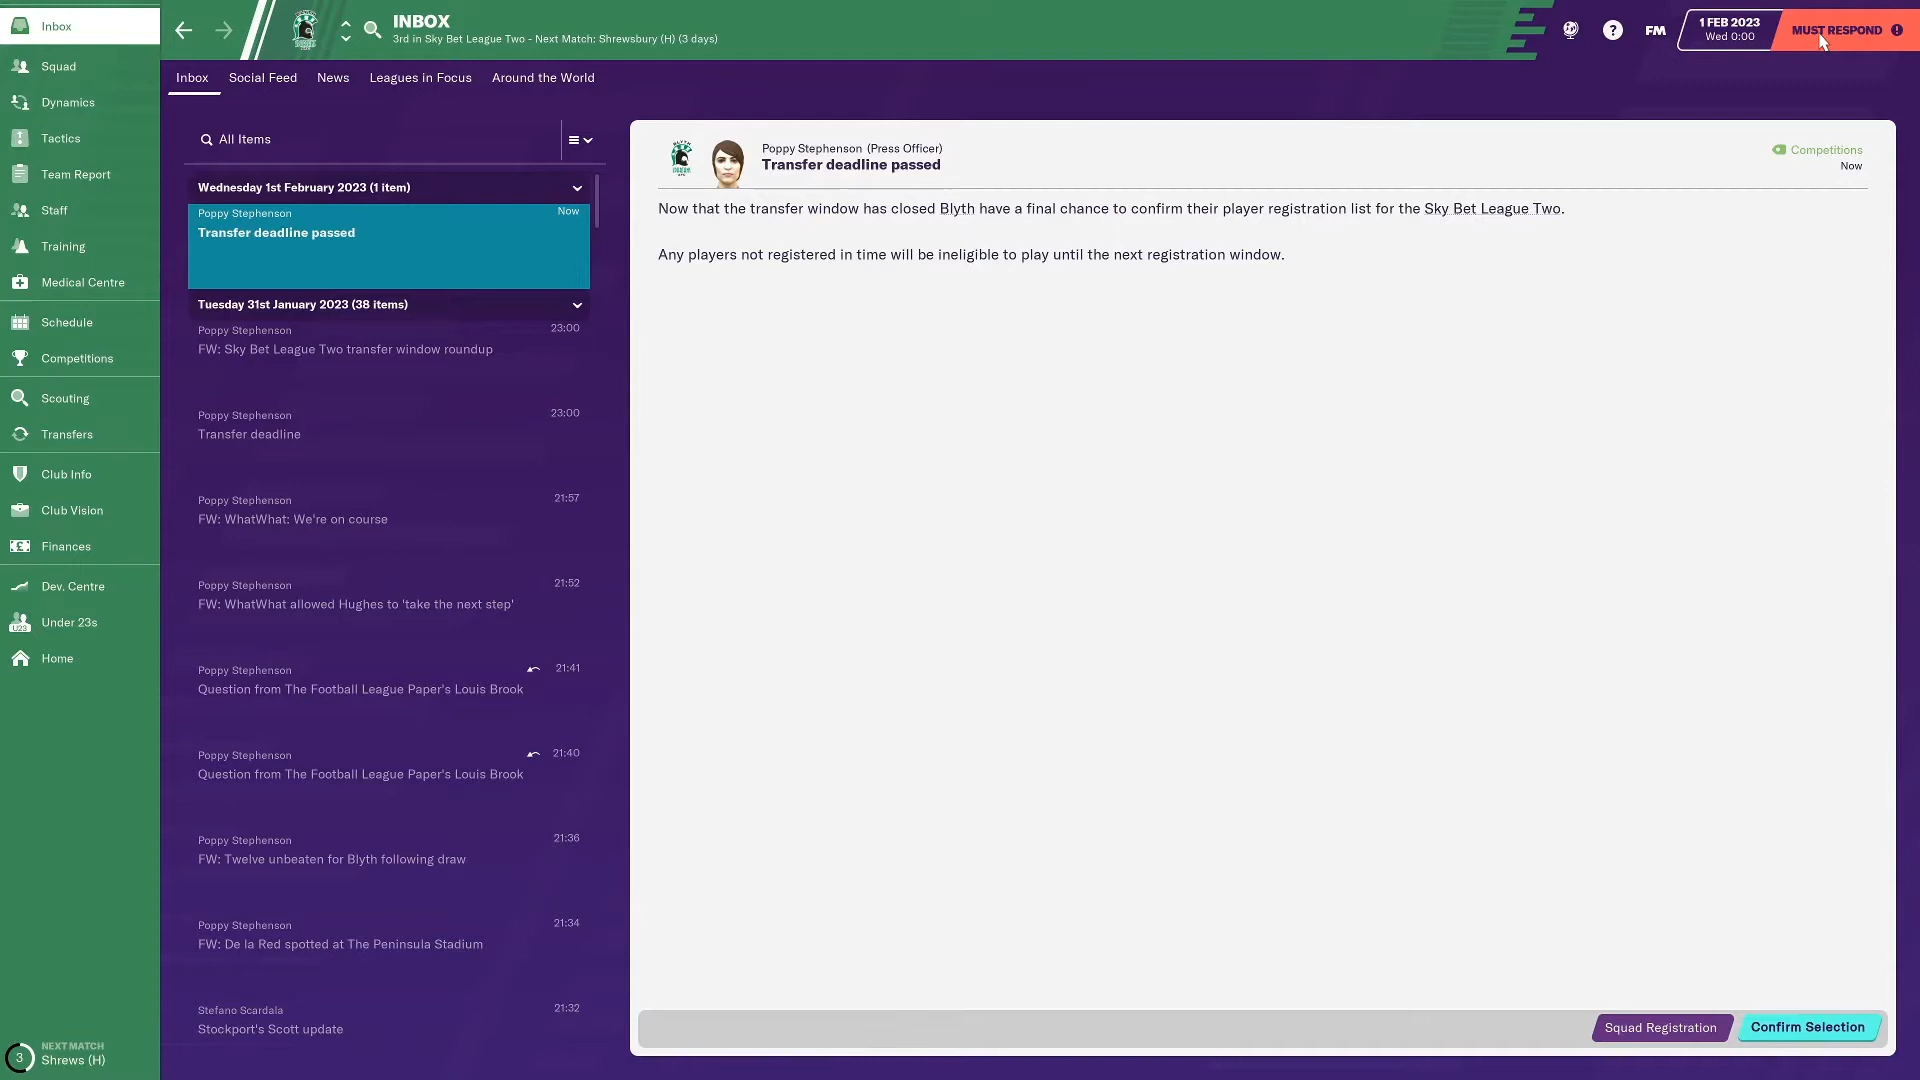 Inbox
Squad
Dynamics
Tactics
Team Report
Staff
Training
Medical Centre
Schedule
Competitions
Scouting
Transfers
Club Info
Club Vision
Finances
Dev. Centre
U23
Under 23s
Home
3
NEXT MATCH
Shrews (H)
INBOX
3rd in Sky Bet League Two - Next Match: Shrewsbury (H) (3 days)
?
FM
1 FEB 2023
Wed 0:00
MUST RESPOND
Inbox Social Feed News Leagues in Focus Around the World
All Items
Wednesday 1st February 2023 (1 item)
Poppy Stephenson Now
Transfer deadline passed
Tuesday 31st January 2023 (38 items)
Poppy Stephenson 23:00
FW: Sky Bet League Two transfer window roundup
Poppy Stephenson 23:00
Transfer deadline
Poppy Stephenson 21:57
FW: WhatWhat: We're on course
Poppy Stephenson 21:52
FW: WhatWhat allowed Hughes to 'take the next step'
Poppy Stephenson 21:41
Question from The Football League Paper's Louis Brook
Poppy Stephenson 21:40
Question from The Football League Paper's Louis Brook
Poppy Stephenson 21:36
FW: Twelve unbeaten for Blyth following draw
Poppy Stephenson 21:34
FW: De la Red spotted at The Peninsula Stadium
Stefano Scardala 21:32
Stockport's Scott update
Poppy Stephenson (Press Officer)
Transfer deadline passed
Competitions
Now
Now that the transfer window has closed Blyth have a final chance to confirm their player registration list for the Sky Bet League Two.
Any players not registered in time will be ineligible to play until the next registration window.
Squad Registration Confirm Selection